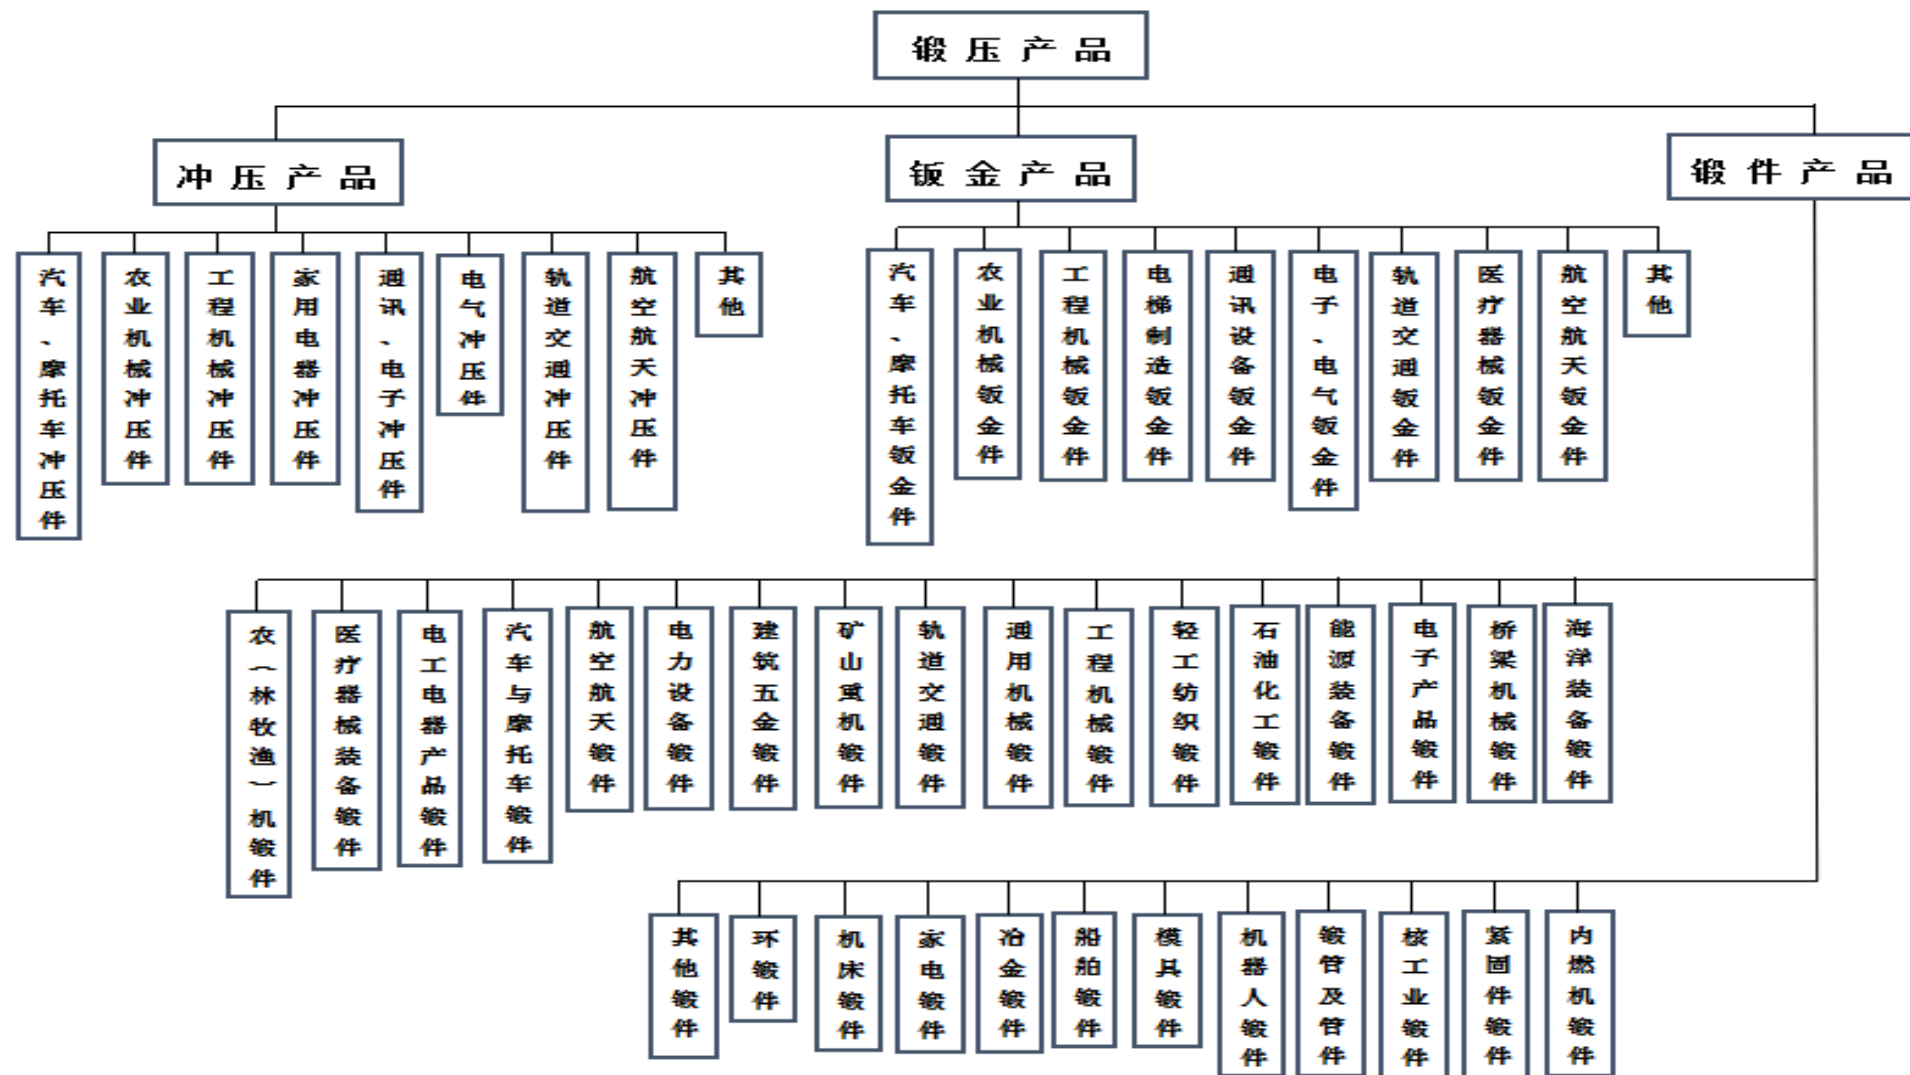 锻压产品
冲压产品
钣金产品
锻件产品
汽车、摩托车冲压件
农业机械冲压件
工程机械冲压件
家用电器冲压件
通讯、电子冲压件
电气冲压件
轨道交通冲压件
航空航天冲压件
其他
汽车、摩托车钣金件
农业机械钣金件
工程机械钣金件
电梯制造钣金件
通讯设备钣金件
电子、电气钣金件
轨道交通钣金件
医疗器械钣金件
航空航天钣金件
其他
农（林牧渔）机锻件
医疗器械装备锻件
电工电器产品锻件
汽车与摩托车锻件
航空航天锻件
电力设备锻件
建筑五金锻件
矿山重机锻件
轨道交通锻件
通用机械锻件
工程机械锻件
轻工纺织锻件
石油化工锻件
能源装备锻件
电子产品锻件
桥梁机械锻件
海洋装备锻件
其他锻件
环锻件
机床锻件
家电锻件
冶金锻件
船舶锻件
模具锻件
机器人锻件
锻管及管件
核工业锻件
紧固件锻件
内燃机锻件